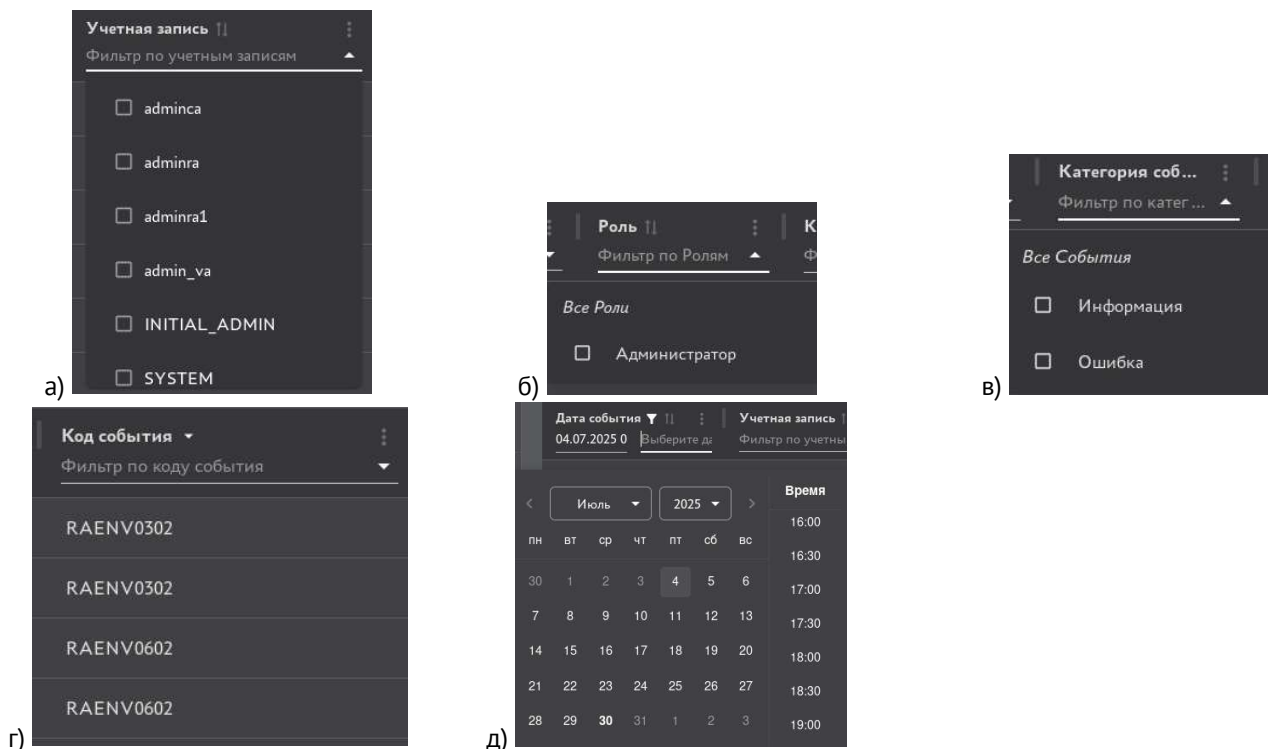 Учетная запись
Фильтр по учетным записям
adminca
adminra
adminra1
admin_va
INITIAL_ADMIN
SYSTEM
а)
Роль
К
Фильтр по Ролям
Ф
Все Роли
Администратор
б)
Категория соб...
Фильтр по катег...
Все События
Информация
Ошибка
в)
Код события
Фильтр по коду события
RAENV0302
RAENV0302
RAENV0602
RAENV0602
г)
Дата события Учетная запись
04.07.2025 0 Выберите да Фильтр по учетны
Июль 2025 Время
пн вт ср чт пт сб вс
30 1 2 3 4 5 6
7 8 9 10 11 12 13
14 15 16 17 18 19 20
21 22 23 24 25 26 27
28 29 30 31 1 2 3
16:00
16:30
17:00
17:30
18:00
18:30
19:00
д)